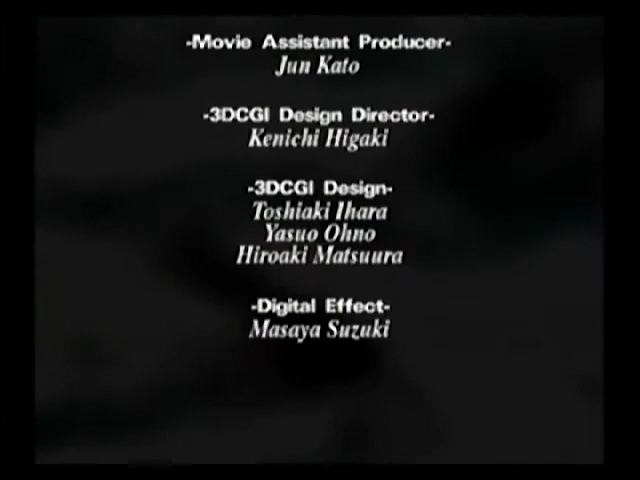 -Movie Assistant Producer-
Jun Kato
-3DCGI Design Director-
Kenichi Higaki
-3DCGI Design-
Toshiaki Ihara
Yasuo Ohno
Hiroaki Matsuura
-Digital Effect-
Masaya Suzuki